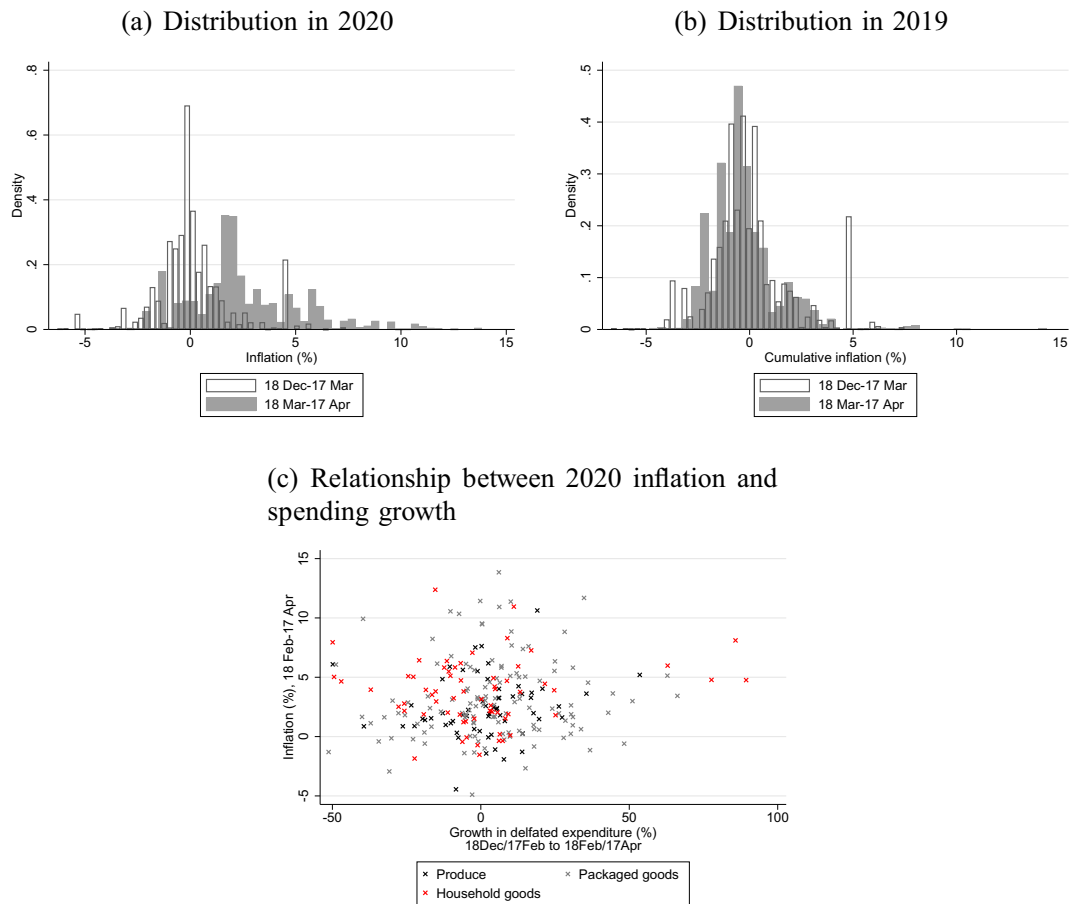 (a) Distribution in 2020
.8
.6
.4
.2
0
Density
-5
0
5
10
15
Inflation (%)
18 Dec-17 Mar
18 Mar-17 Apr
(b) Distribution in 2019
.5
.4
.3
.2
.1
0
Density
-5
0
5
10
15
Cumulative inflation (%)
18 Dec-17 Mar
18 Mar-17 Apr
(c) Relationship between 2020 inflation and
spending growth
15
10
5
0
-5
Inflation (%), 18 Feb-17 Apr
-50
0
50
100
Growth in delfated expenditure (%)
18Dec/17Feb to 18Feb/17Apr
Produce
Packaged goods
Household goods